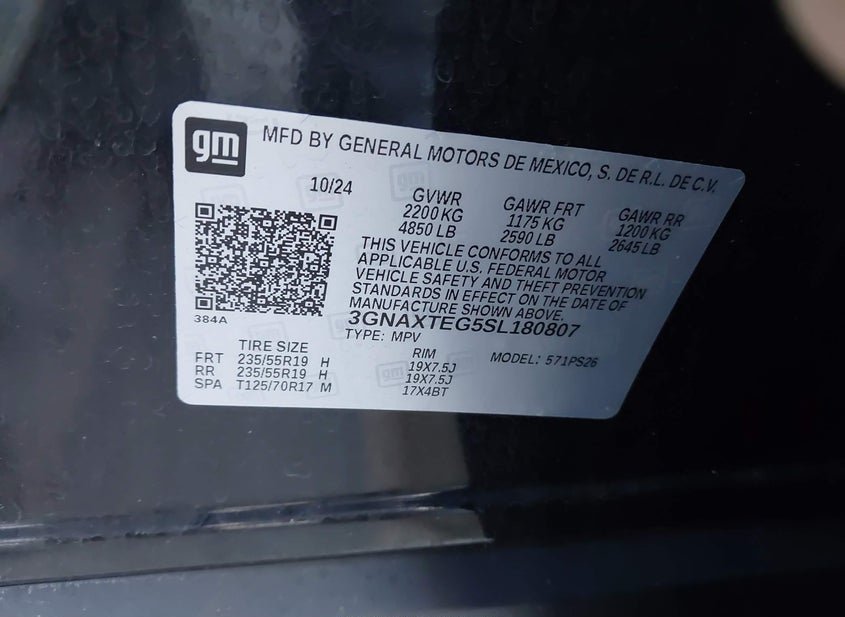 gm
MFD BY GENERAL MOTORS DE MEXICO, S. DE R.L. DE C.V.
10/24
GVWR GAWR FRT GAWR RR
2200 KG 1175 KG 1200 KG
4850 LB 2590 LB 2645 LB
THIS VEHICLE CONFORMS TO ALL
APPLICABLE U.S. FEDERAL MOTOR
VEHICLE SAFETY AND THEFT PREVENTION
STANDARDS IN EFFECT ON THE DATE OF
MANUFACTURE SHOWN ABOVE.
384A
3GNAXTEG5SL180807
TYPE: MPV
MODEL: 571PS26
TIRE SIZE RIM
FRT 235/55R19 H 19X7.5J
RR 235/55R19 H 19X7.5J
SPA T125/70R17 M 17X4BT